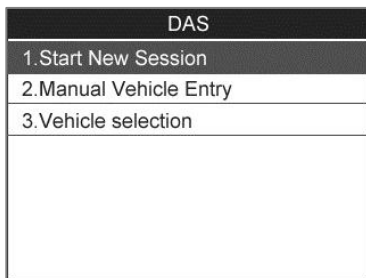 DAS
1.Start New Session
2.Manual Vehicle Entry
3.Vehicle selection